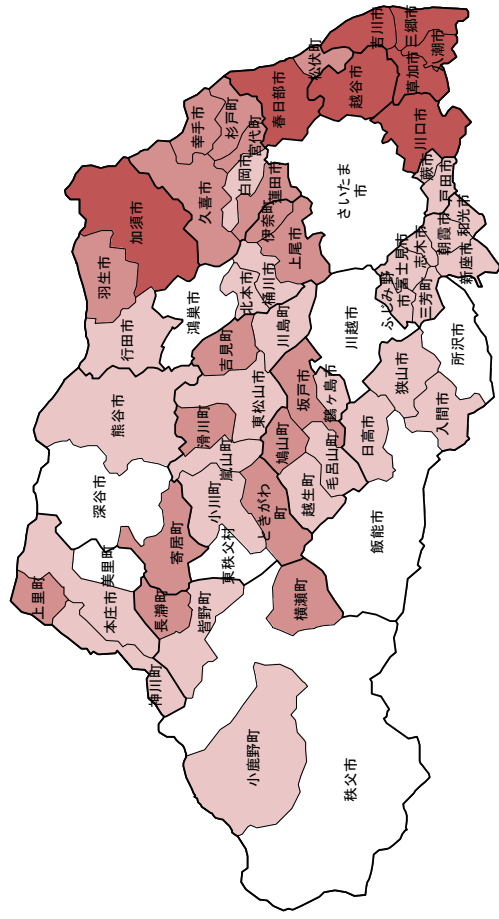 上里町
本庄市
美里町
神川町
深谷市
熊谷市
寄居町
長瀞町
皆野町
小鹿野町
秩父市
横瀬町
東秩父村
小川町
ときがわ
町
嵐山町
滑川町
東松山市
吉見町
鳩山町
越生町
毛呂山町
坂戸市
鶴ヶ島市
日高市
飯能市
狭山市
入間市
所沢市
川越市
川島町
行田市
羽生市
加須市
鴻巣市
北本市
桶川市
上尾市
伊奈町
久喜市
幸手市
杉戸町
宮代町
白岡市
蓮田市
春日部市
松伏町
さいたま
市
越谷市
吉川市
三郷市
八潮市
草加市
川口市
蕨市
戸田市
和光市
朝霞市
新座市
志木市
富士見市
三芳町
ふじみ野
市